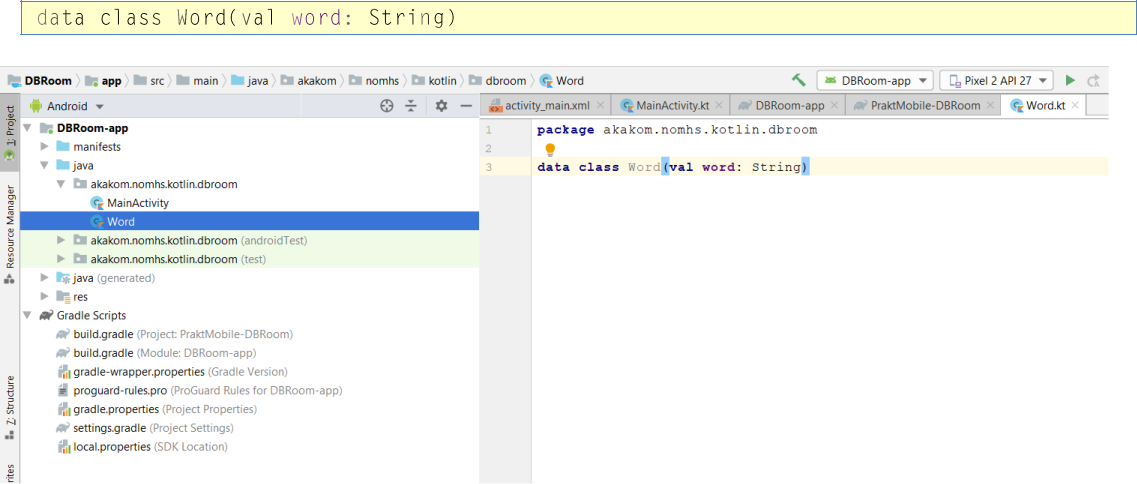 data class Word(val word: String)
DBRoom app src main java akakom nomhs kotlin dbroom Word DBRoom-app Pixel 2 API 27
1: Project Android activity_main.xml MainActivity.kt DBRoom-app PraktMobile-DBRoom Word.kt
DBRoom-app
manifests
java
akakom.nomhs.kotlin.dbroom
MainActivity
Word
akakom.nomhs.kotlin.dbroom (androidTest)
akakom.nomhs.kotlin.dbroom (test)
java (generated)
res
Gradle Scripts
build.gradle (Project: PraktMobile-DBRoom)
build.gradle (Module: DBRoom-app)
gradle-wrapper.properties (Gradle Version)
proguard-rules.pro (ProGuard Rules for DBRoom-app)
gradle.properties (Project Properties)
settings.gradle (Project Settings)
local.properties (SDK Location)
Resource Manager
Z: Structure
1 package akakom.nomhs.kotlin.dbroom
2
3 data class Word(val word: String)